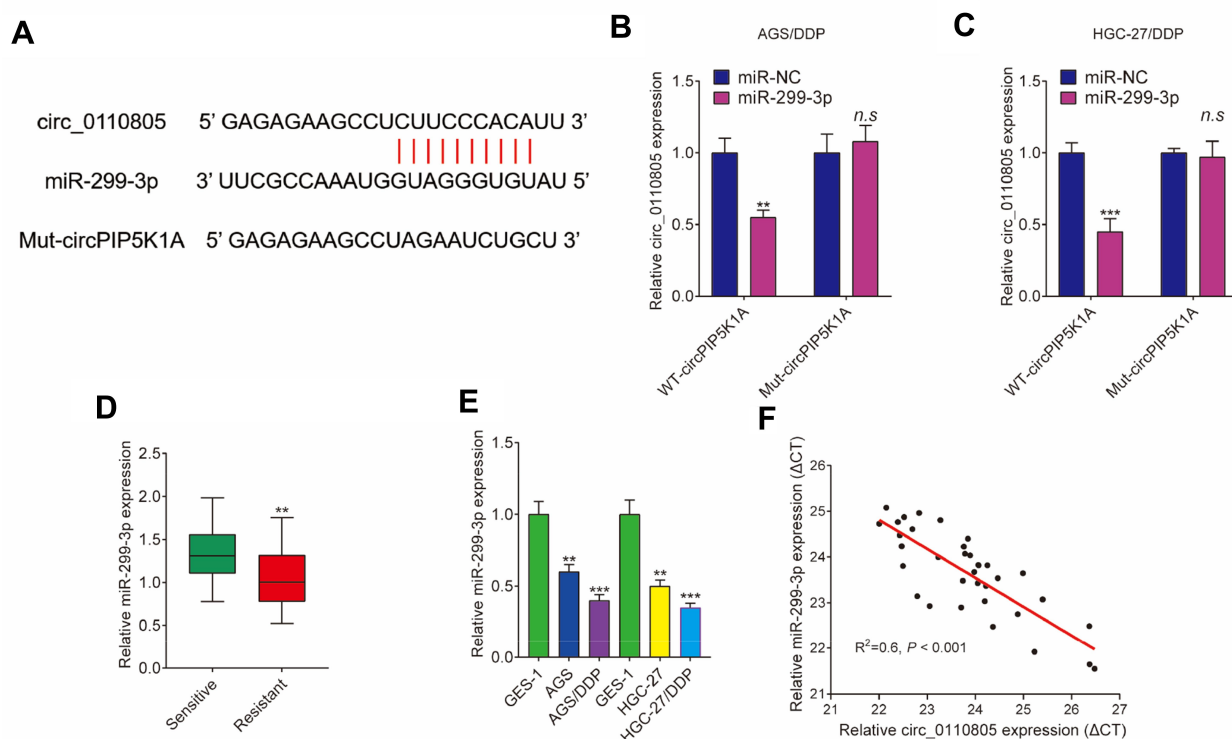 A
circ_0110805 5’ GAGAGAAGCCUCUUCCCACAUU 3’
miR-299-3p 3’ UUCGCCAAAUGGUAGGGUGUAU 5’
Mut-circPIP5K1A 5’ GAGAGAAGCCUAGAAUCUGCU 3’
B
AGS/DDP
Relative circ_0110805 expression
miR-NC
miR-299-3p
1.5
1.0
0.5
0.0
**
n.s
WT-circPIP5K1A
Mut-circPIP5K1A
C
HGC-27/DDP
Relative circ_0110805 expression
miR-NC
miR-299-3p
1.5
1.0
0.5
0.0
***
n.s
WT-circPIP5K1A
Mut-circPIP5K1A
D
Relative miR-299-3p expression
2.5
2.0
1.5
1.0
0.5
0.0
**
Sensitive
Resistant
E
Relative miR-299-3p expression
1.5
1.0
0.5
0.0
**
***
**
***
GES-1
AGS
AGS/DDP
GES-1
HGC-27
HGC-27/DDP
F
Relative miR-299-3p expression (ΔCT)
26
25
24
23
22
21
R²=0.6, P < 0.001
21 22 23 24 25 26 27
Relative circ_0110805 expression (ΔCT)